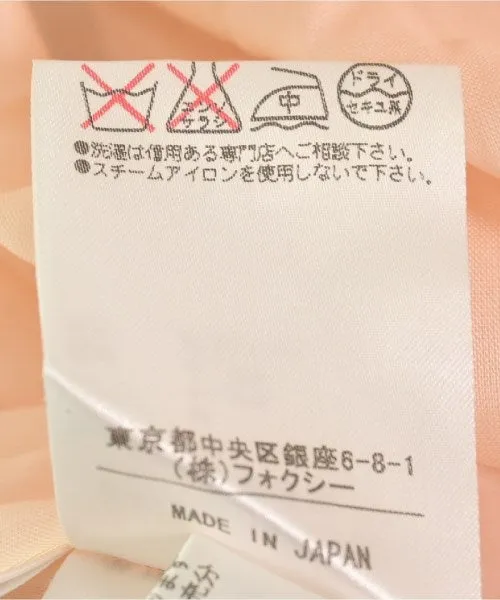 エンソ
サラシ
中
ドライ
セキユ系
●洗濯は信用ある専門店へご相談下さい。
●スチームアイロンを使用しないで下さい。
東京都中央区銀座6-8-1
(株)フォクシー
MADE IN JAPAN